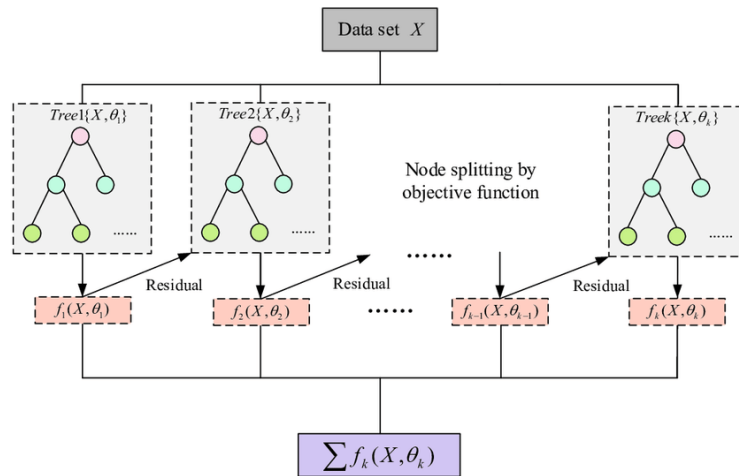 Data set X
Tree1{X,θ₁}
Tree2{X,θ₂}
Treek{X,θₖ}
Node splitting by
objective function
......
......
......
......
Residual
Residual
Residual
f₁(X,θ₁)
f₂(X,θ₂)
......
fₖ₋₁(X,θₖ₋₁)
fₖ(X,θₖ)
∑fₖ(X,θₖ)